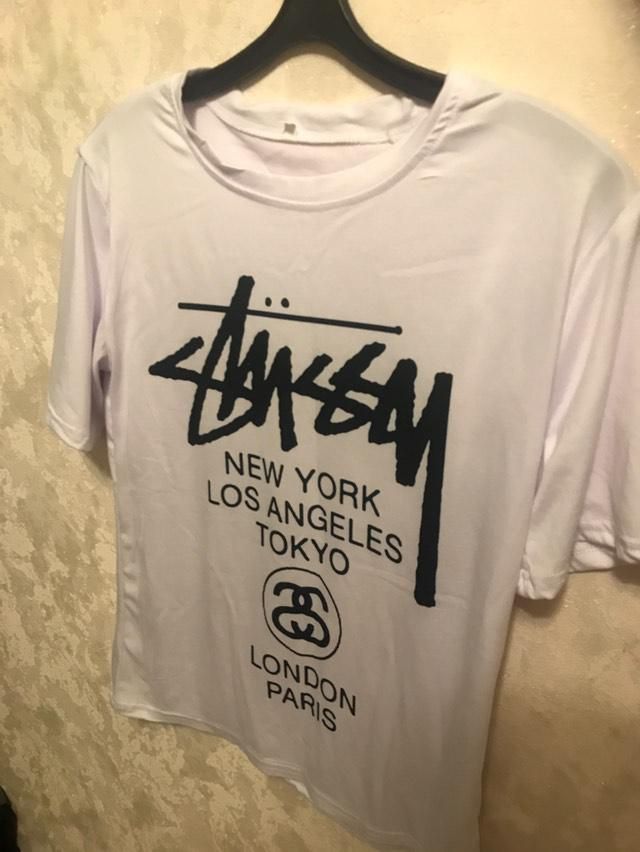 Stüssy
NEW YORK
LOS ANGELES
TOKYO
LONDON
PARIS